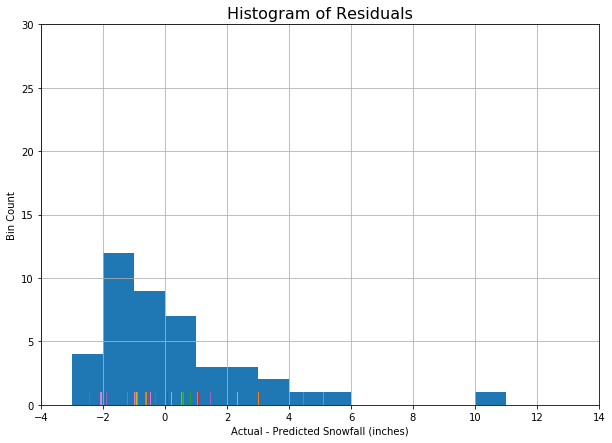 Histogram of Residuals
30
25
20
15
10
5
0
Bin Count
−4 −2 0 2 4 6 8 10 12 14
Actual - Predicted Snowfall (inches)